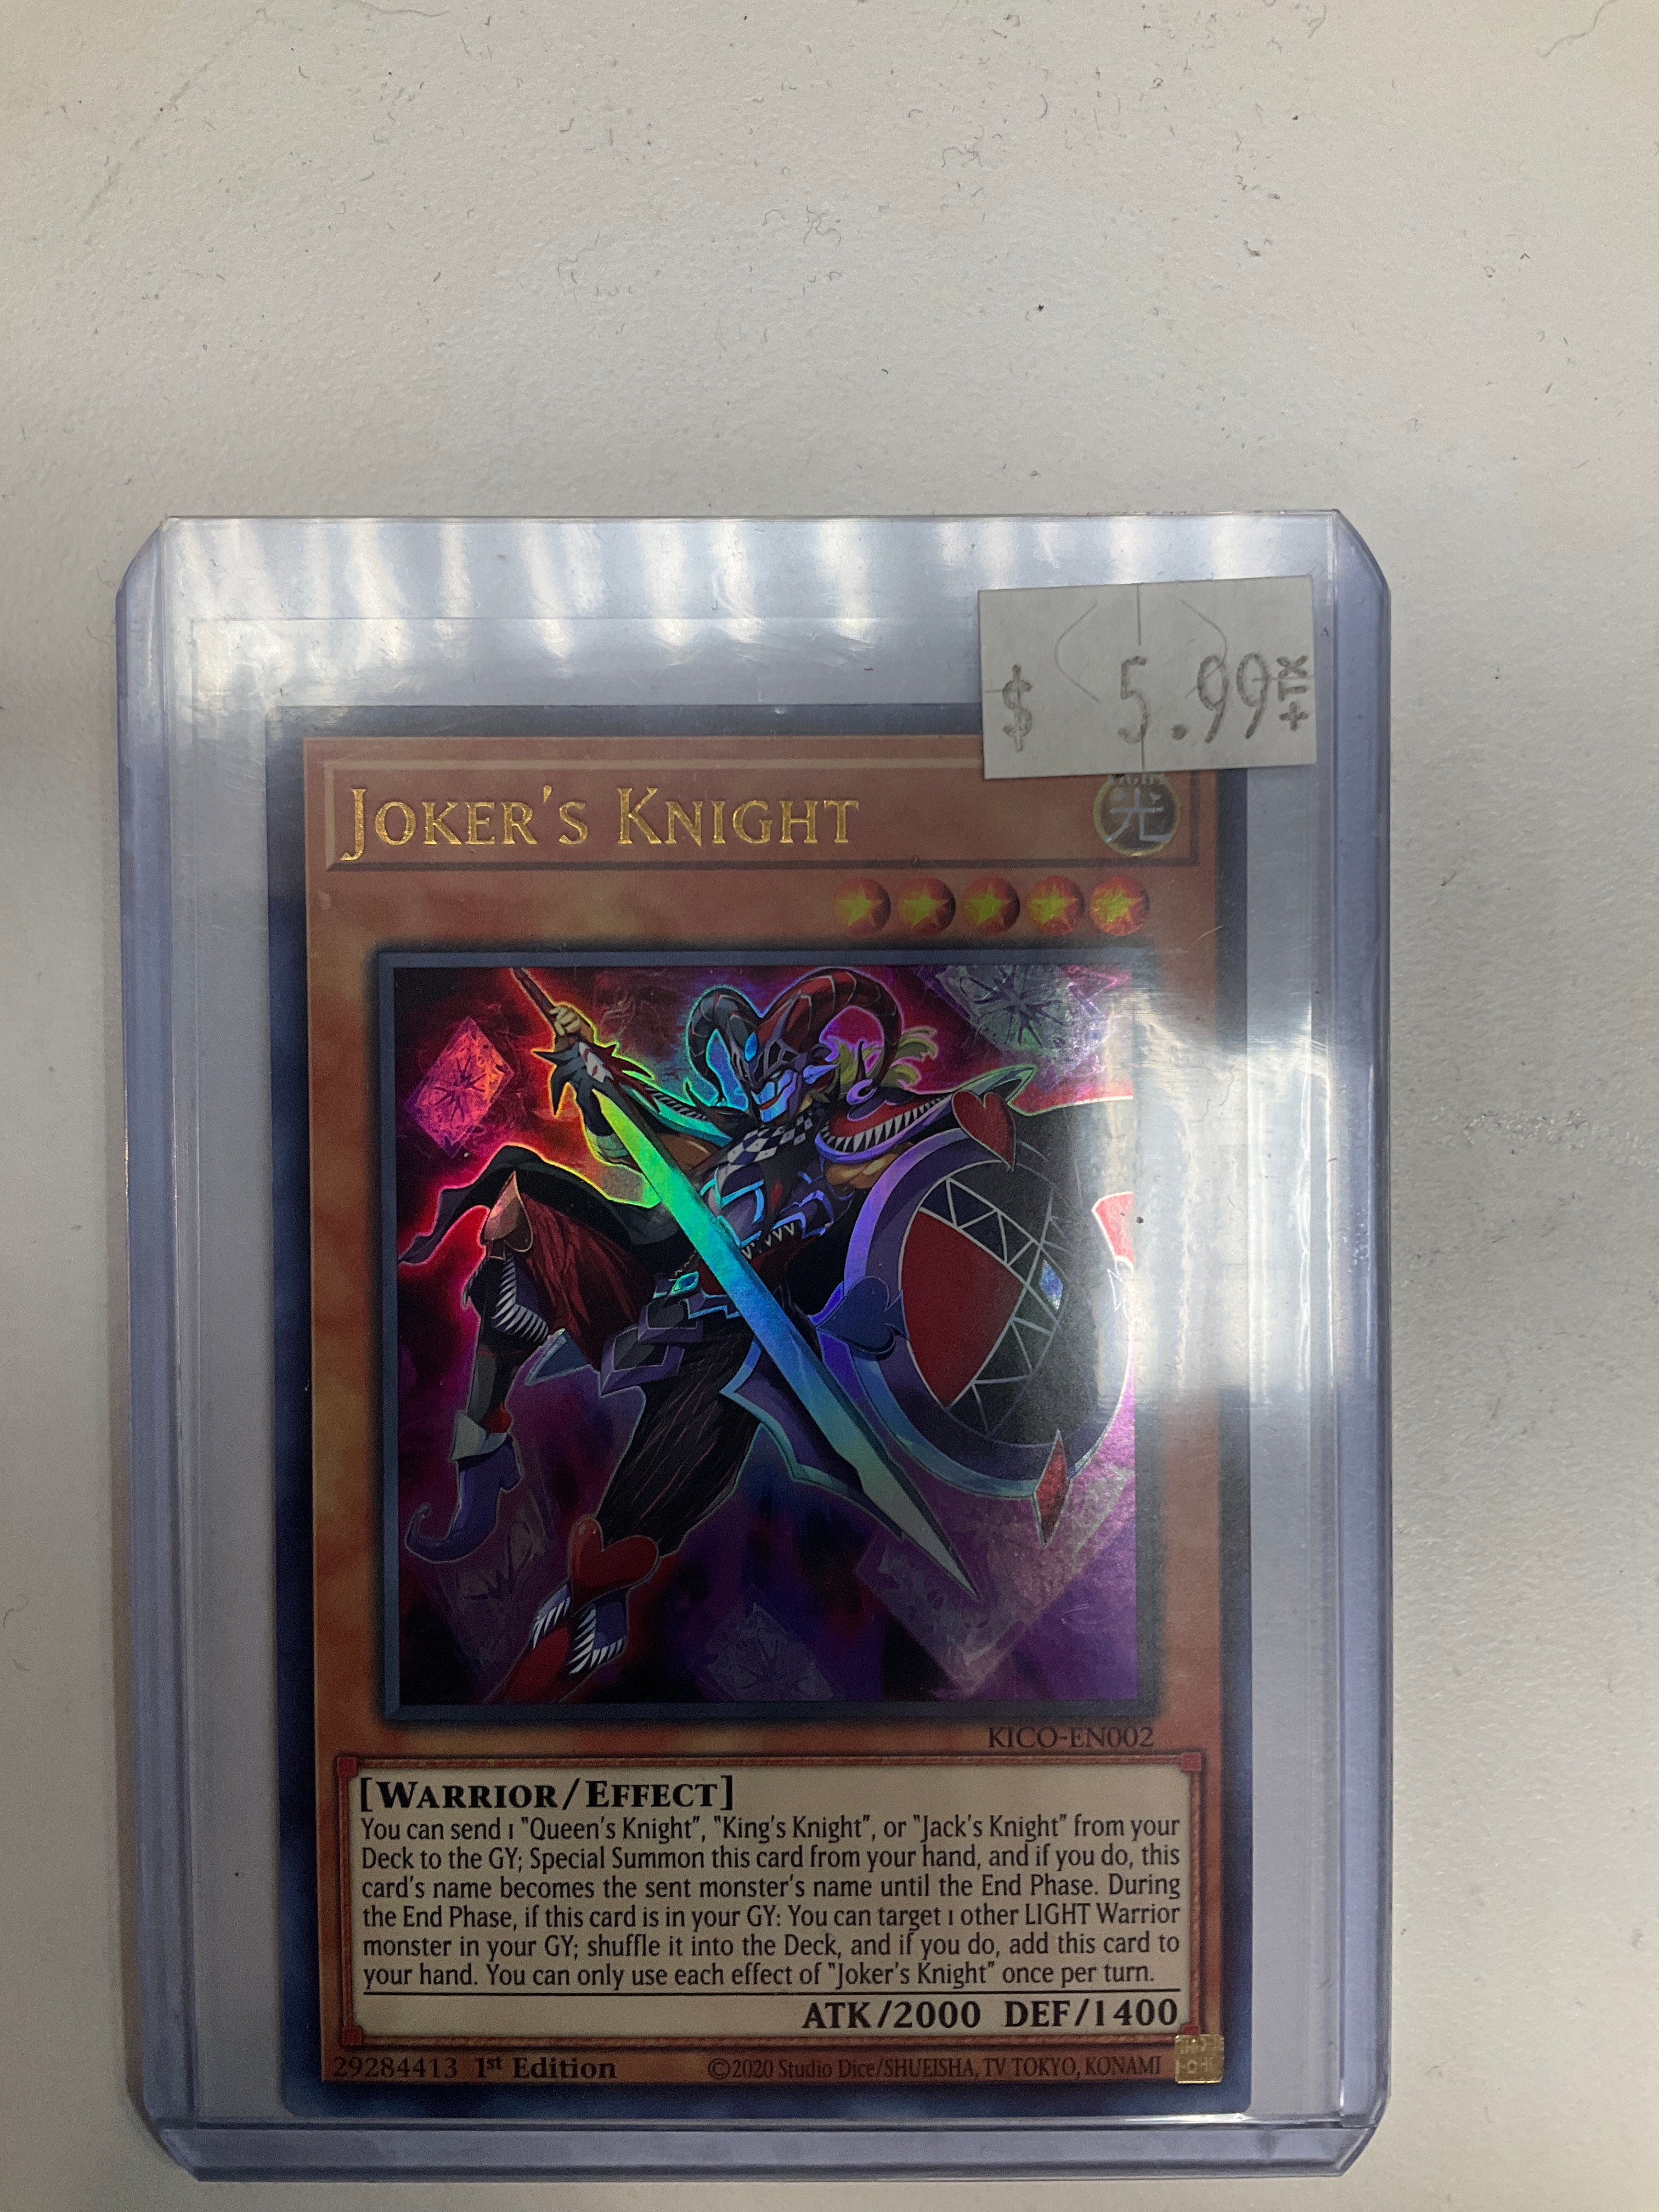 $ 5.99 +TX
JOKER'S KNIGHT
光
KICO-EN002
[WARRIOR/EFFECT]
You can send 1 "Queen's Knight", "King's Knight", or "Jack's Knight" from your
Deck to the GY; Special Summon this card from your hand, and if you do, this
card's name becomes the sent monster's name until the End Phase. During
the End Phase, if this card is in your GY: You can target 1 other LIGHT Warrior
monster in your GY; shuffle it into the Deck, and if you do, add this card to
your hand. You can only use each effect of "Joker's Knight" once per turn.
ATK/2000 DEF/1400
29284413 1st Edition ©2020 Studio Dice/SHUEISHA, TV TOKYO, KONAMI